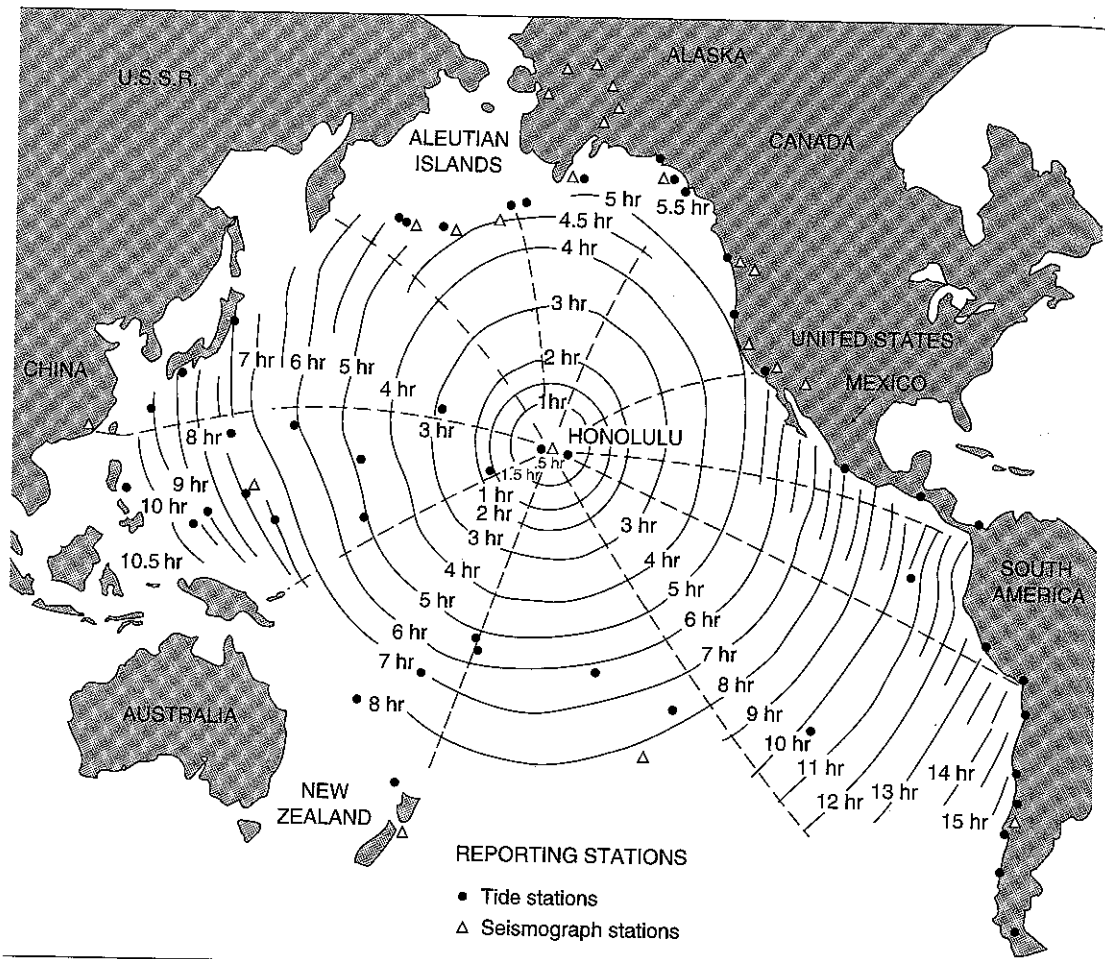 U.S.S.R.
ALASKA
CANADA
ALEUTIAN
ISLANDS
5 hr
5.5 hr
4.5 hr
4 hr
3 hr
2 hr
1hr
UNITED STATES
MEXICO
CHINA
7 hr
6 hr
5 hr
4 hr
3 hr
8 hr
9 hr
10 hr
10.5 hr
HONOLULU
.5 hr
1.5 hr
1 hr
2 hr
3 hr
3 hr
4 hr
4 hr
5 hr
5 hr
6 hr
6 hr
7 hr
7 hr
8 hr
8 hr
9 hr
10 hr
11 hr
12 hr
13 hr
14 hr
15 hr
SOUTH
AMERICA
AUSTRALIA
NEW
ZEALAND
REPORTING STATIONS
Tide stations
Seismograph stations